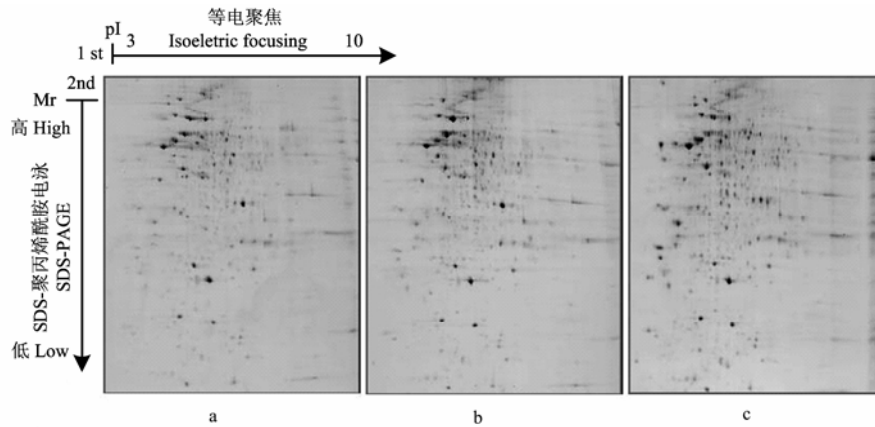 等电聚焦
pI 3 Isoeletric focusing 10
1 st
2nd
Mr
高 High
SDS-聚丙烯酰胺电泳
SDS-PAGE
低 Low
a b c